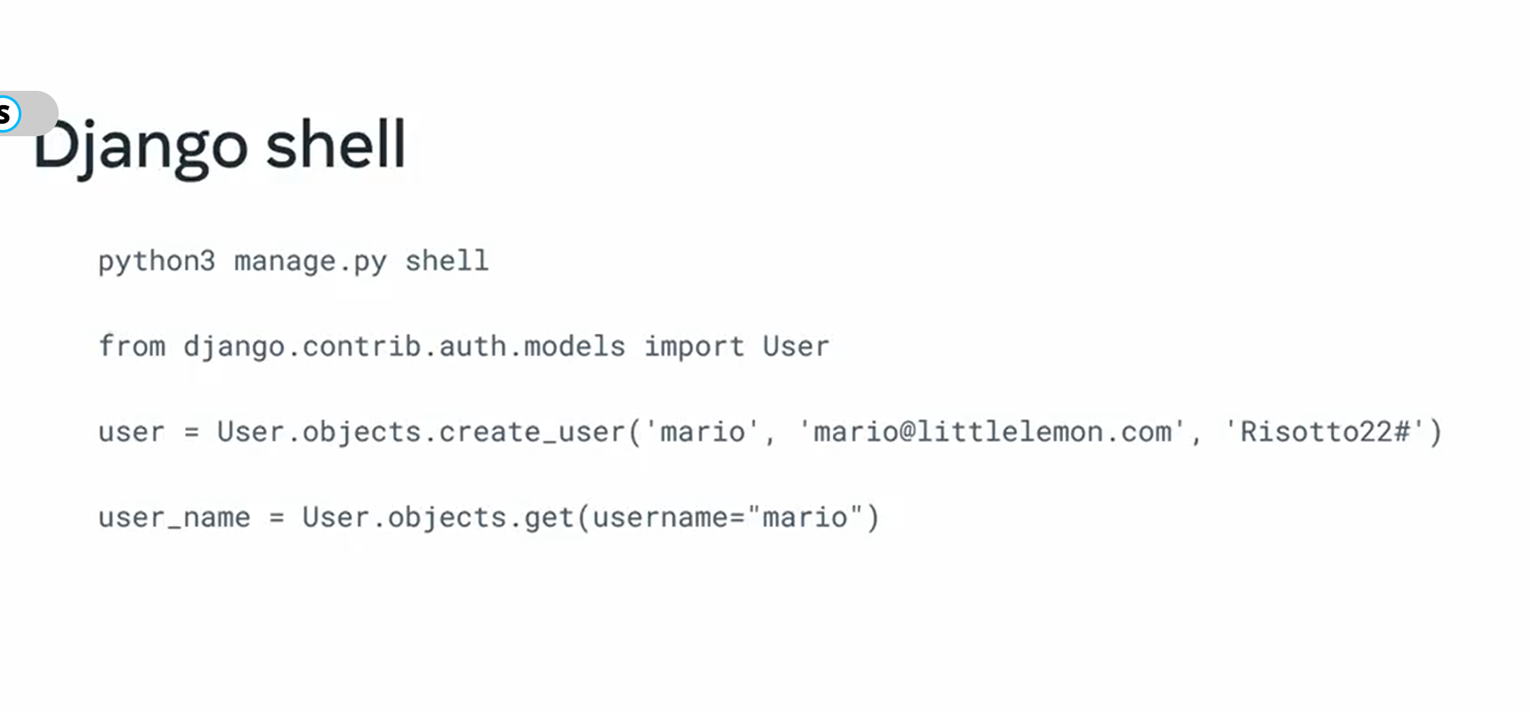 s
Django shell
python3 manage.py shell
from django.contrib.auth.models import User
user = User.objects.create_user('mario', 'mario@littlelemon.com', 'Risotto22#')
user_name = User.objects.get(username="mario")